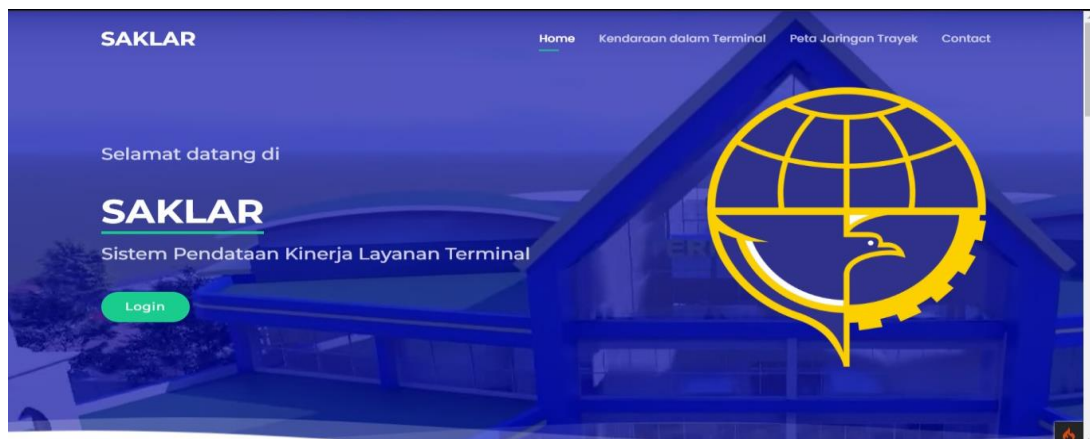 SAKLAR
Home Kendaraan dalam Terminal Peta Jaringan Trayek Contact
Selamat datang di
SAKLAR
Sistem Pendataan Kinerja Layanan Terminal
Login